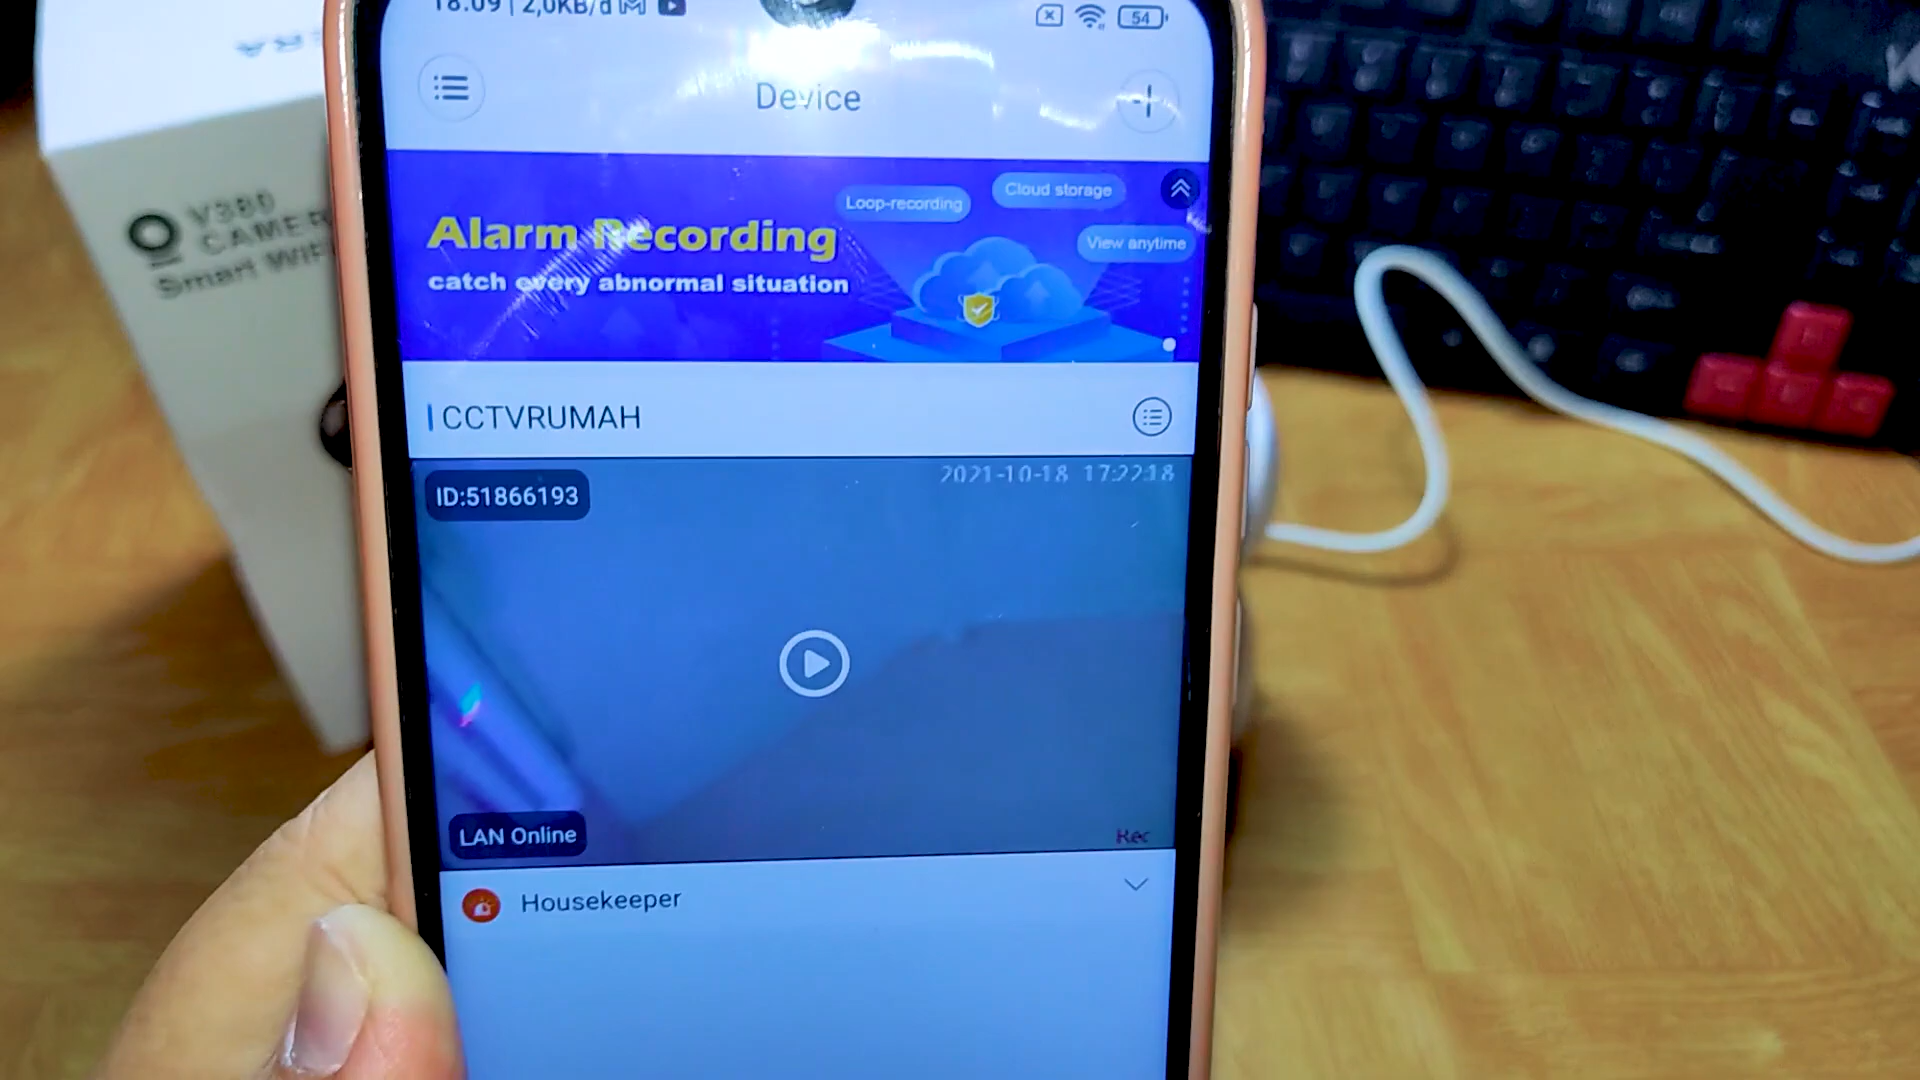 18:09 | 2,0KB/d
54
Device
Alarm Recording
catch every abnormal situation
Loop-recording
Cloud storage
View anytime
CCTVRUMAH
ID:51866193
2021-10-18 17:22:18
LAN Online
Rec
Housekeeper
V380
CAMER
Smart WIFI